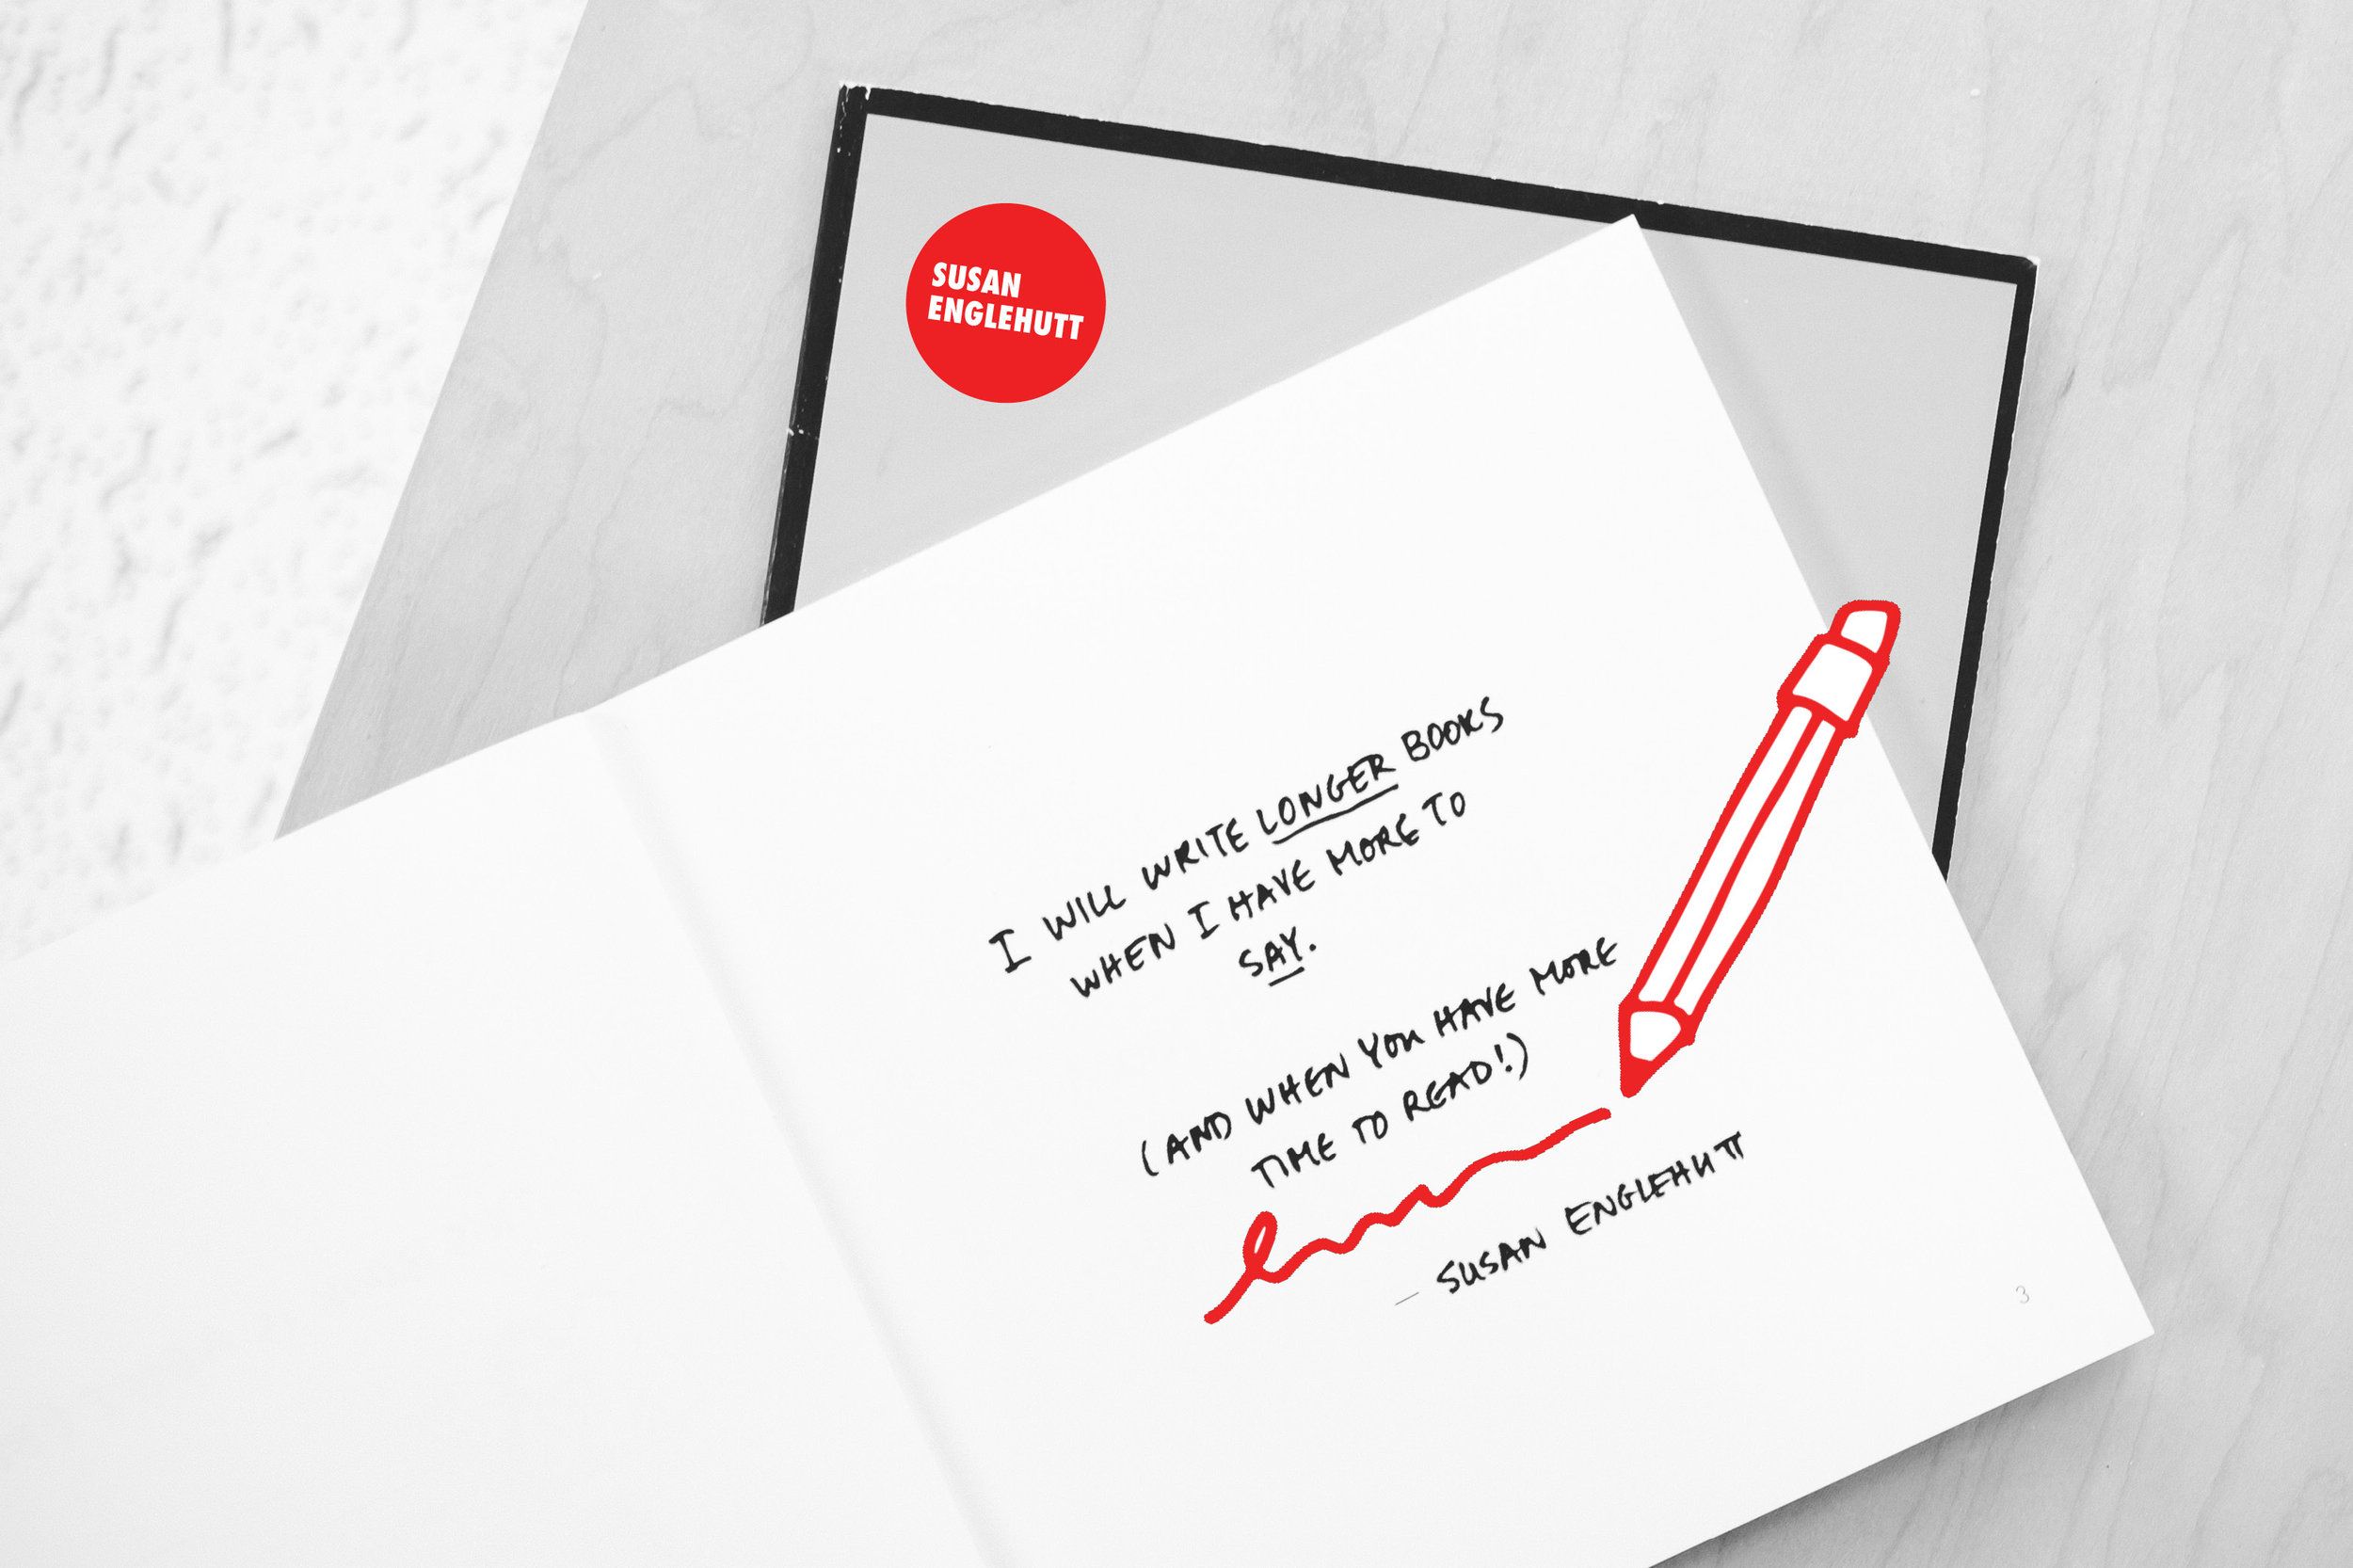 SUSAN
ENGLEHUTT
I WILL WRITE LONGER BOOKS
WHEN I HAVE MORE TO
SAY.
(AND WHEN YOU HAVE MORE
TIME TO READ!)
— SUSAN ENGLEHUTT
3